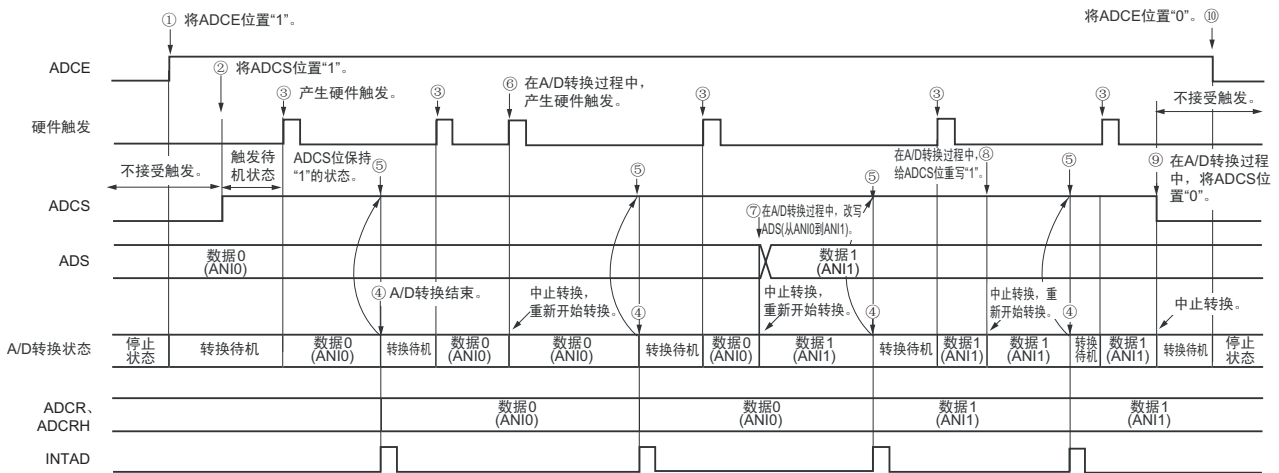 ① 将ADCE位置“1”。
将ADCE位置“0”。⑩
ADCE
② 将ADCS位置“1”。
③ 产生硬件触发。
③
⑥ 在A/D转换过程中,
产生硬件触发。
③
③
③
不接受触发。
硬件触发
不接受触发。
触发待
机状态
ADCS位保持
“1”的状态。
⑤
⑤
⑤
在A/D转换过程中,⑧
给ADCS位重写“1”。
⑤
⑨ 在A/D转换过程
中，将ADCS位
置“0”。
ADCS
⑦在A/D转换过程中，改写
ADS(从ANI0到ANI1)。
ADS
数据0
(ANI0)
数据1
(ANI1)
④ A/D转换结束。
中止转换，
重新开始转换。
④
中止转换，
重新开始转换。
④
中止转换，重
新开始转换。
④
中止转换。
A/D转换状态
停止
状态
转换待机
数据0
(ANI0)
转换待机
数据0
(ANI0)
数据0
(ANI0)
转换待机
数据0
(ANI0)
数据1
(ANI1)
转换待机
数据1
(ANI1)
数据1
(ANI1)
转换
待机
数据1
(ANI1)
转换待机
停止
状态
ADCR、
ADCRH
数据0
(ANI0)
数据0
(ANI0)
数据1
(ANI1)
数据1
(ANI1)
INTAD